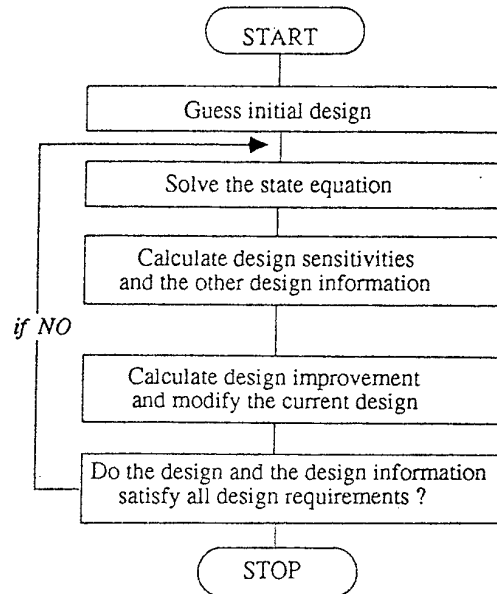 START
Guess initial design
Solve the state equation
Calculate design sensitivities
and the other design information
if NO
Calculate design improvement
and modify the current design
Do the design and the design information
satisfy all design requirements ?
STOP